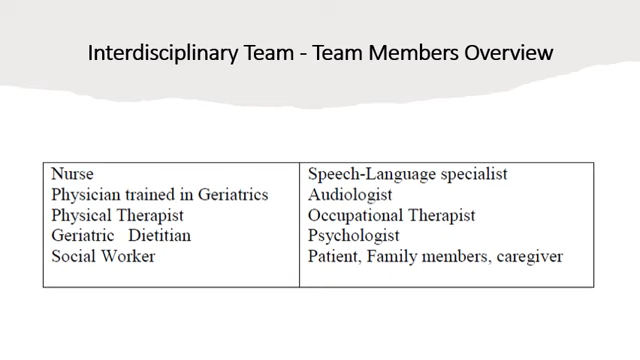 Interdisciplinary Team - Team Members Overview
Nurse
Physician trained in Geriatrics
Physical Therapist
Geriatric Dietitian
Social Worker
Speech-Language specialist
Audiologist
Occupational Therapist
Psychologist
Patient, Family members, caregiver